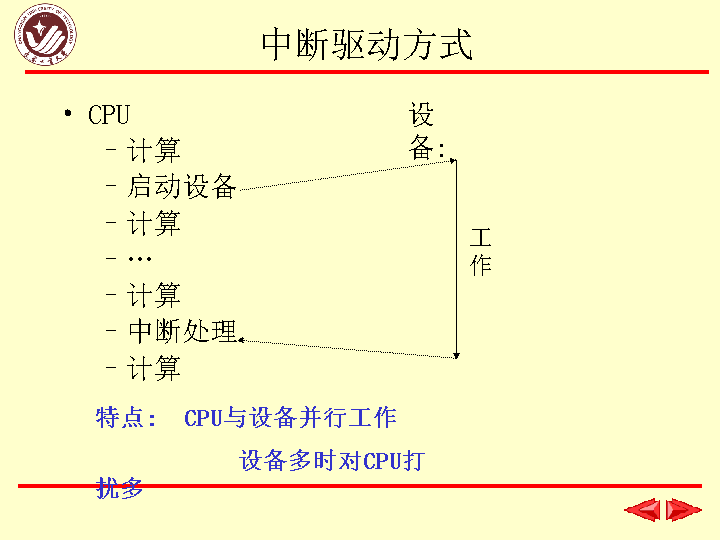 中断驱动方式
• CPU
– 计算
– 启动设备
– 计算
– …
– 计算
– 中断处理
– 计算
设
备:
工
作
特点: CPU与设备并行工作
设备多时对CPU打
扰多